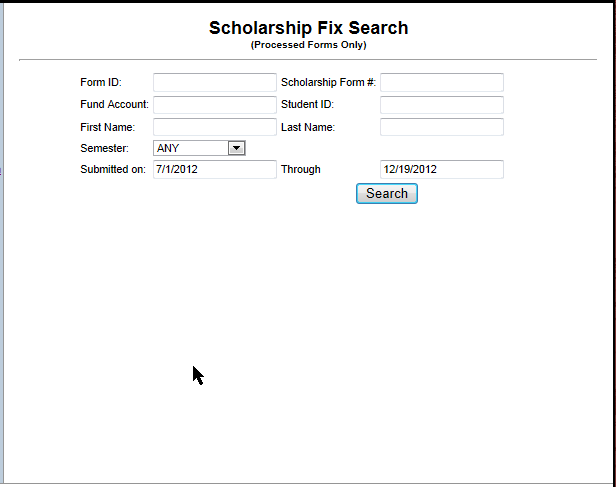 Scholarship Fix Search
(Processed Forms Only)
Form ID: Scholarship Form #:
Fund Account: Student ID:
First Name: Last Name:
Semester: ANY
Submitted on: 7/1/2012 Through 12/19/2012
Search